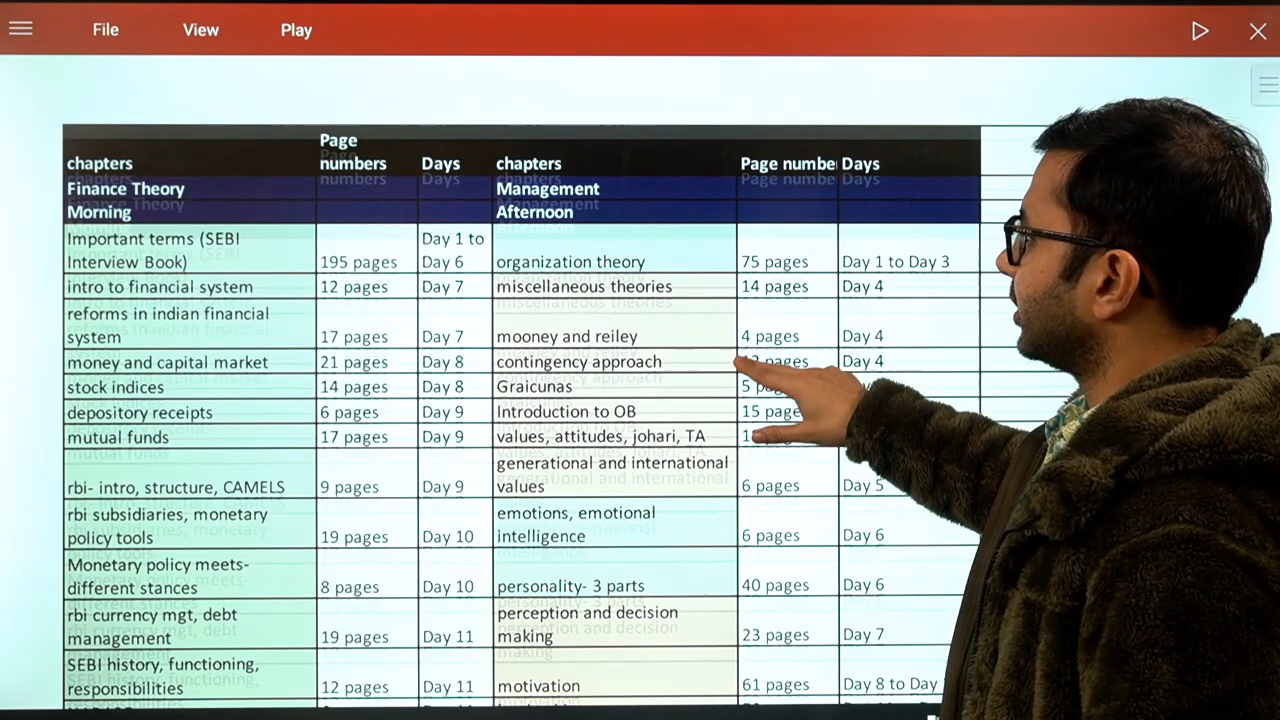 File View Play
chapters Page numbers Days chapters Page numbe Days
Finance Theory Management
Morning Afternoon
Important terms (SEBI Interview Book) 195 pages Day 1 to Day 6 organization theory 75 pages Day 1 to Day 3
intro to financial system 12 pages Day 7 miscellaneous theories 14 pages Day 4
reforms in indian financial system 17 pages Day 7 mooney and reiley 4 pages Day 4
money and capital market 21 pages Day 8 contingency approach pages Day 4
stock indices 14 pages Day 8 Graicunas 5
depository receipts 6 pages Day 9 Introduction to OB 15 page
mutual funds 17 pages Day 9 values, attitudes, johari, TA
rbi- intro, structure, CAMELS 9 pages Day 9 generational and international values 6 pages Day 5
rbi subsidiaries, monetary policy tools 19 pages Day 10 emotions, emotional intelligence 6 pages Day 6
Monetary policy meets- different stances 8 pages Day 10 personality- 3 parts 40 pages Day 6
rbi currency mgt, debt management 19 pages Day 11 perception and decision making 23 pages Day 7
SEBI history, functioning, responsibilities 12 pages Day 11 motivation 61 pages Day 8 to Day